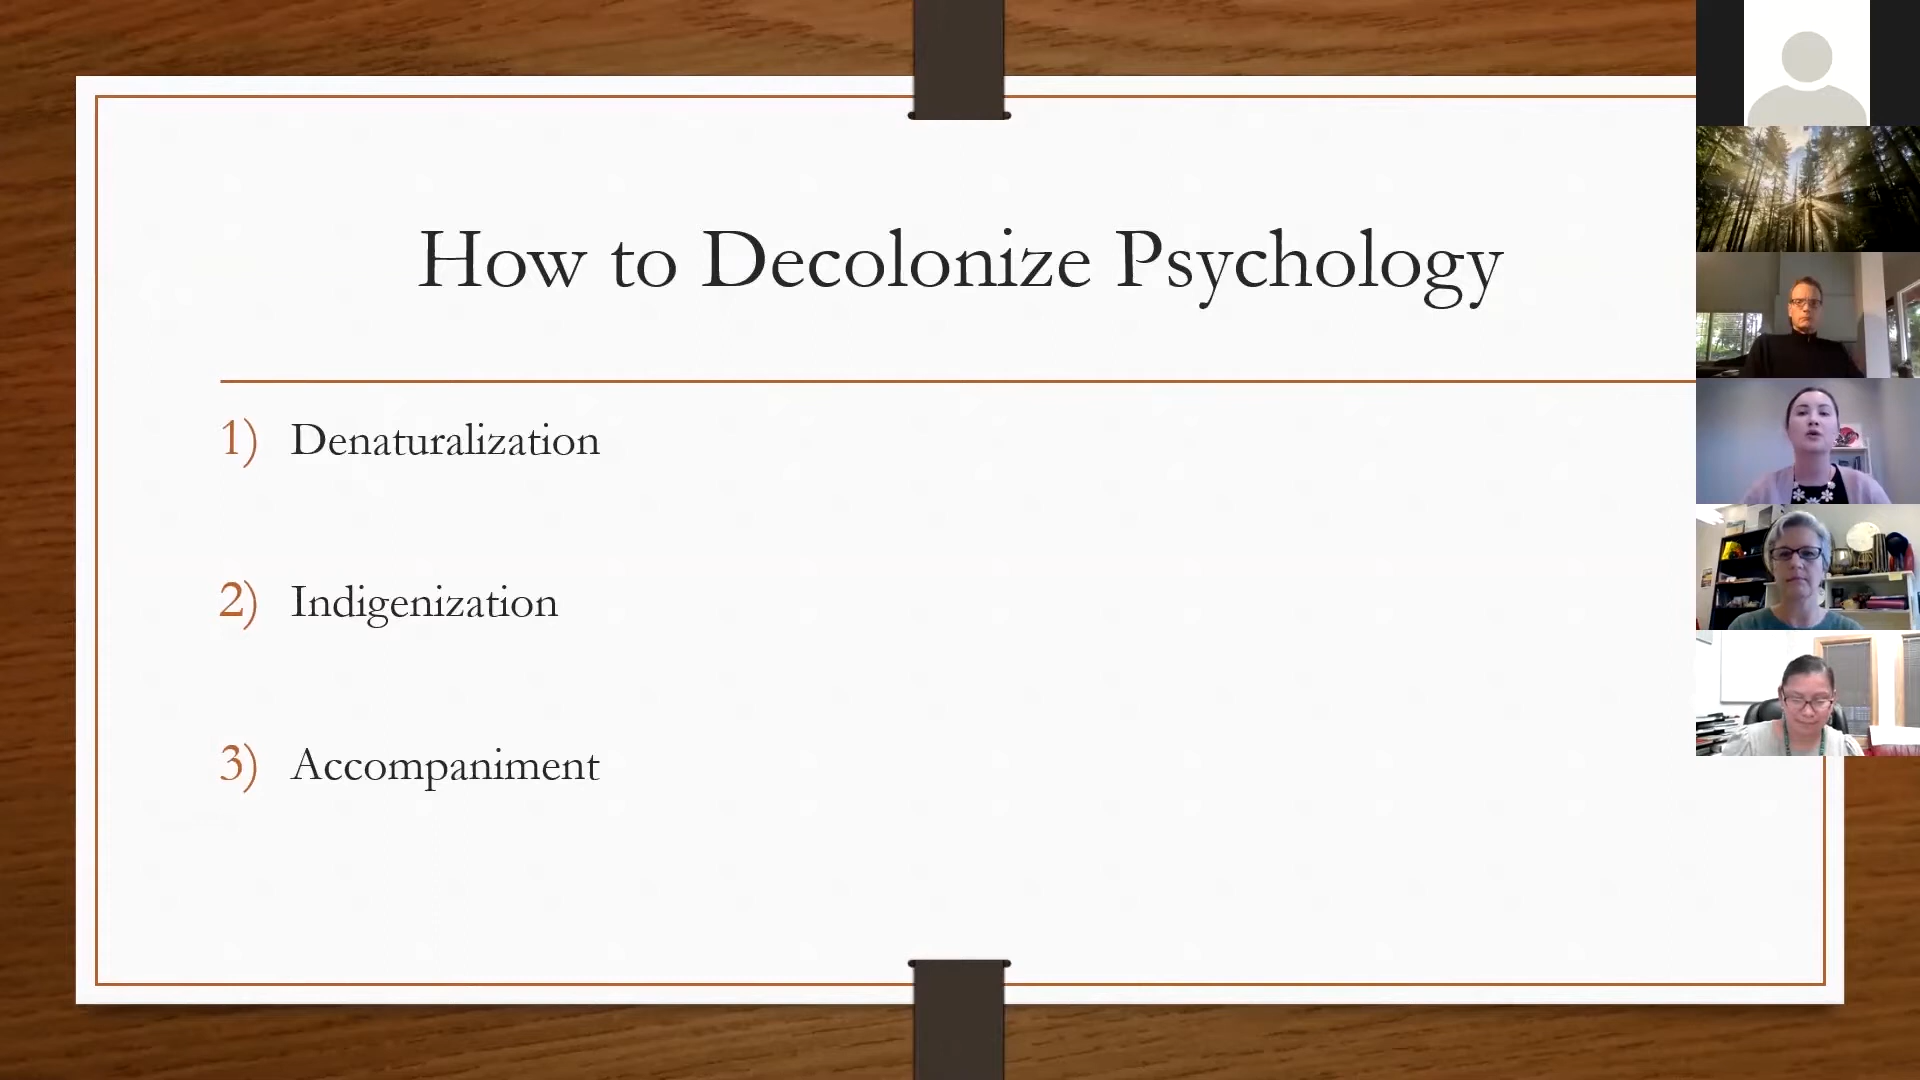 How to Decolonize Psychology
1) Denaturalization
2) Indigenization
3) Accompaniment